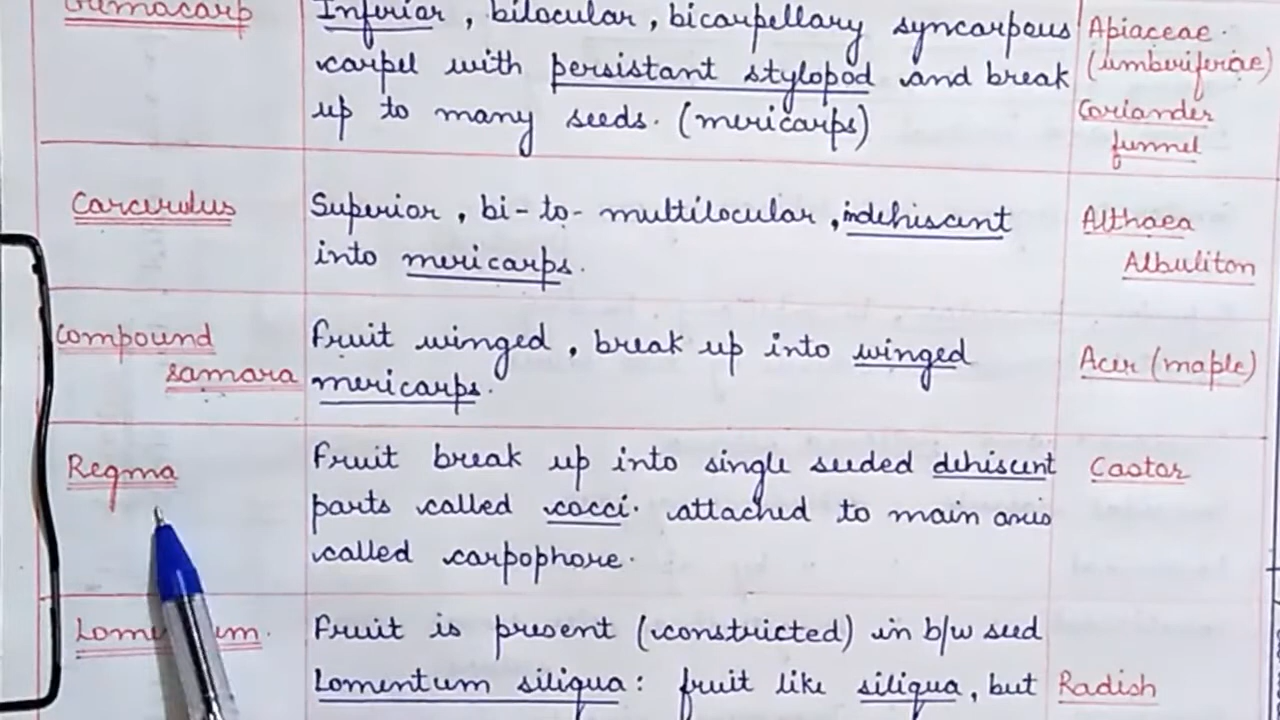 Inferior, bilocular, bicarpellary syncarpous
carpel with persistant stylopod and break
up to many seeds. (mericarps)
Apiaceae.
(umberiferae)
Coriander
funnel
Carcerulus
Superior, bi-to-multilocular, indehiscent
into mericarps.
Althaea
Albuliton
Compound
samara
Fruit winged, break up into winged
mericarps.
Acer (maple)
Regma
Fruit break up into single seeded dehiscent
parts called cocci. attached to main axis
called carpophore.
Castor
Fruit is present (constricted) in b/w seed
Lomentum siliqua: fruit like siliqua, but
Radish